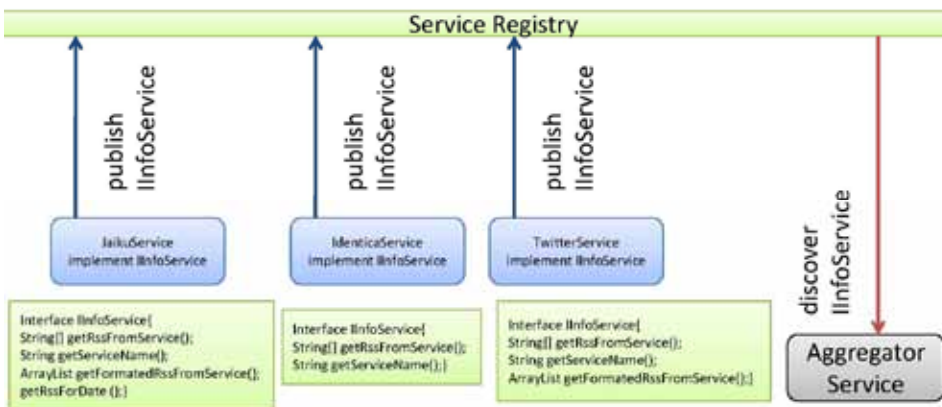 Service Registry
publish
IInfoService
publish
IInfoService
publish
IInfoService
discover
IInfoService
JaikuService
implement IInfoService
IdenticaService
implement IInfoService
TwitterService
implement IInfoService
Interface IInfoService{
String[] getRssFromService();
String getServiceName();
ArrayList getFormatedRssFromService();
getRssForDate ();}
Interface IInfoService{
String[] getRssFromService();
String getServiceName();}
Interface IInfoService{
String[] getRssFromService();
String getServiceName();
ArrayList getFormatedRssFromService();}
Aggregator
Service